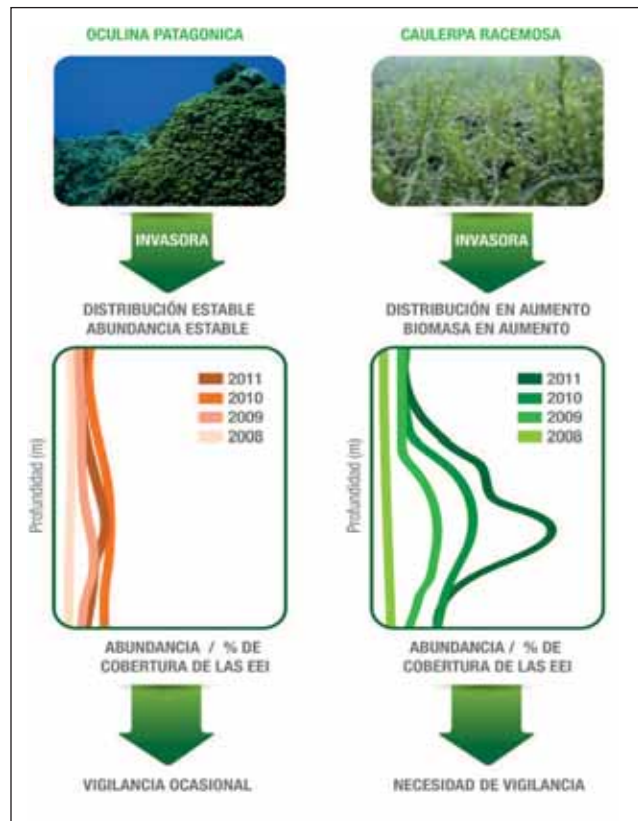 OCULINA PATAGONICA
INVASORA
DISTRIBUCIÓN ESTABLE
ABUNDANCIA ESTABLE
2011
2010
2009
2008
Profundidad (m)
ABUNDANCIA / % DE
COBERTURA DE LAS EEI
VIGILANCIA OCASIONAL
CAULERPA RACEMOSA
INVASORA
DISTRIBUCIÓN EN AUMENTO
BIOMASA EN AUMENTO
2011
2010
2009
2008
Profundidad (m)
ABUNDANCIA / % DE
COBERTURA DE LAS EEI
NECESIDAD DE VIGILANCIA